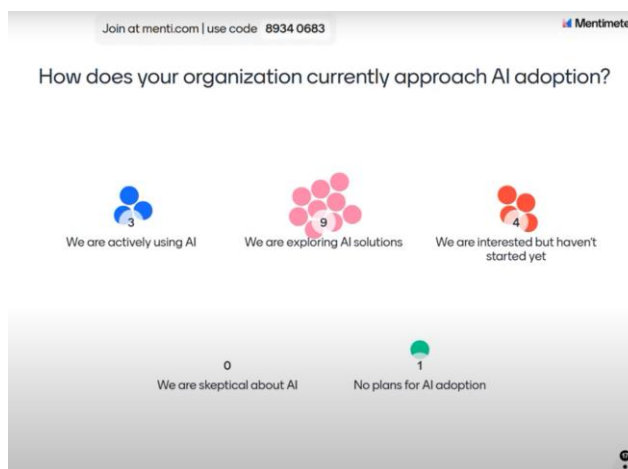 Join at menti.com | use code 8934 0683
Mentimete
How does your organization currently approach AI adoption?
3
We are actively using AI
9
We are exploring AI solutions
4
We are interested but haven't
started yet
0
We are skeptical about AI
1
No plans for AI adoption